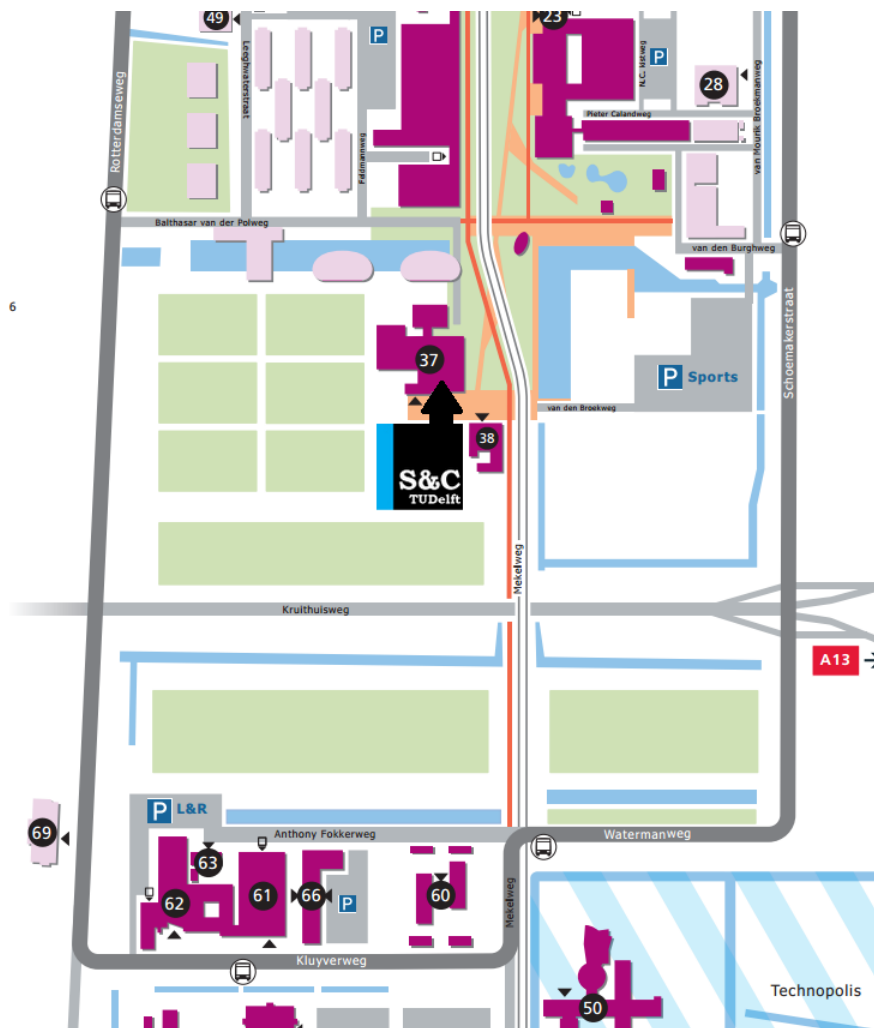 49
P
23
P
28
Leeghwaterstraat
N.C. kistweg
Rotterdamseweg
Pieter Calandweg
van Mourik Broekmanweg
Feldmannweg
Balthasar van der Polweg
van den Burghweg
6
37
P Sports
Schoemakerstraat
van den Broekweg
38
S&C
TUDelft
Mekelweg
Kruithuisweg
A13
P L&R
69
Anthony Fokkerweg
Watermanweg
63
62
61
66
P
60
Mekelweg
Kluyverweg
Technopolis
50